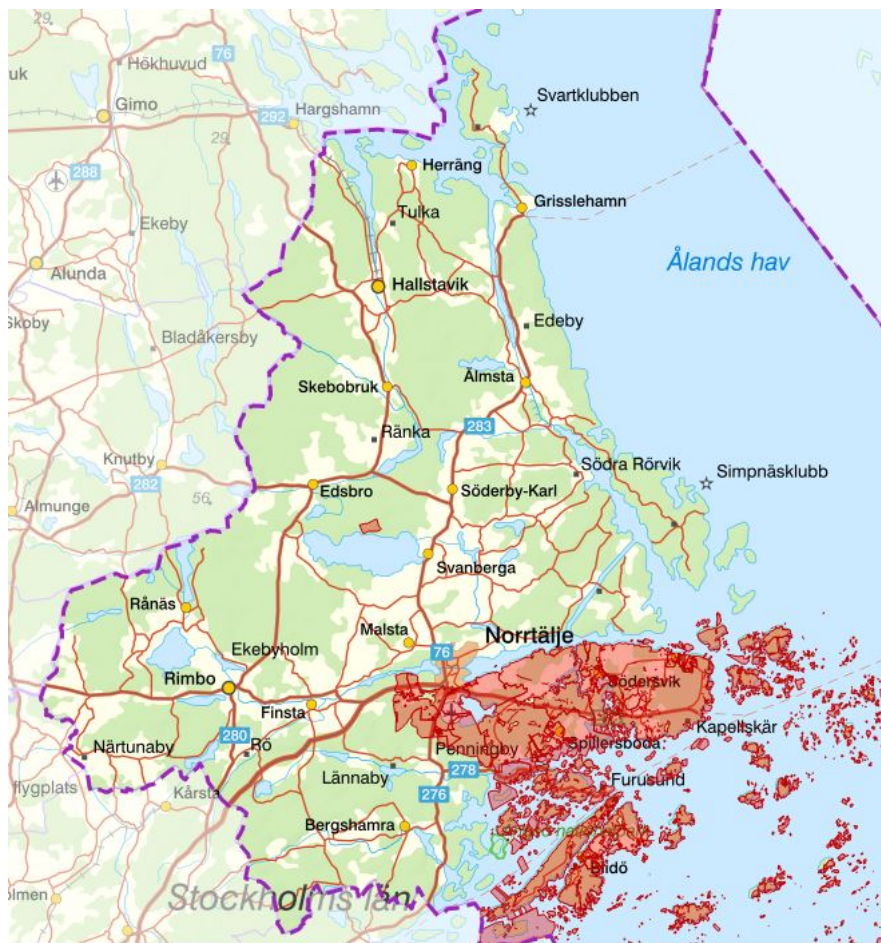 29.
uk
Hökhuvud
76
Svartklubben
Gimo
292
Hargshamn
29
Herräng
288
Grisslehamn
Tulka
Ekeby
Ålands hav
Alunda
Hallstavik
Skoby
Edeby
Bladåkersby
Skebobruk
Älmsta
283
Ränka
Knutby
Södra Rörvik
Simpnäsklubb
282
Edsbro
Söderby-Karl
56
Almunge
Svanberga
Rånäs
Malsta
Norrtälje
Ekebyholm
76
Rimbo
Södersvik
Finsta
280
Kapellskär
Närtunaby
Rö
Penningby
Spillersboda
Lännaby
278
Furusund
flygplats
Kårsta
276
Bergshamra
Blidö
Stockholms län